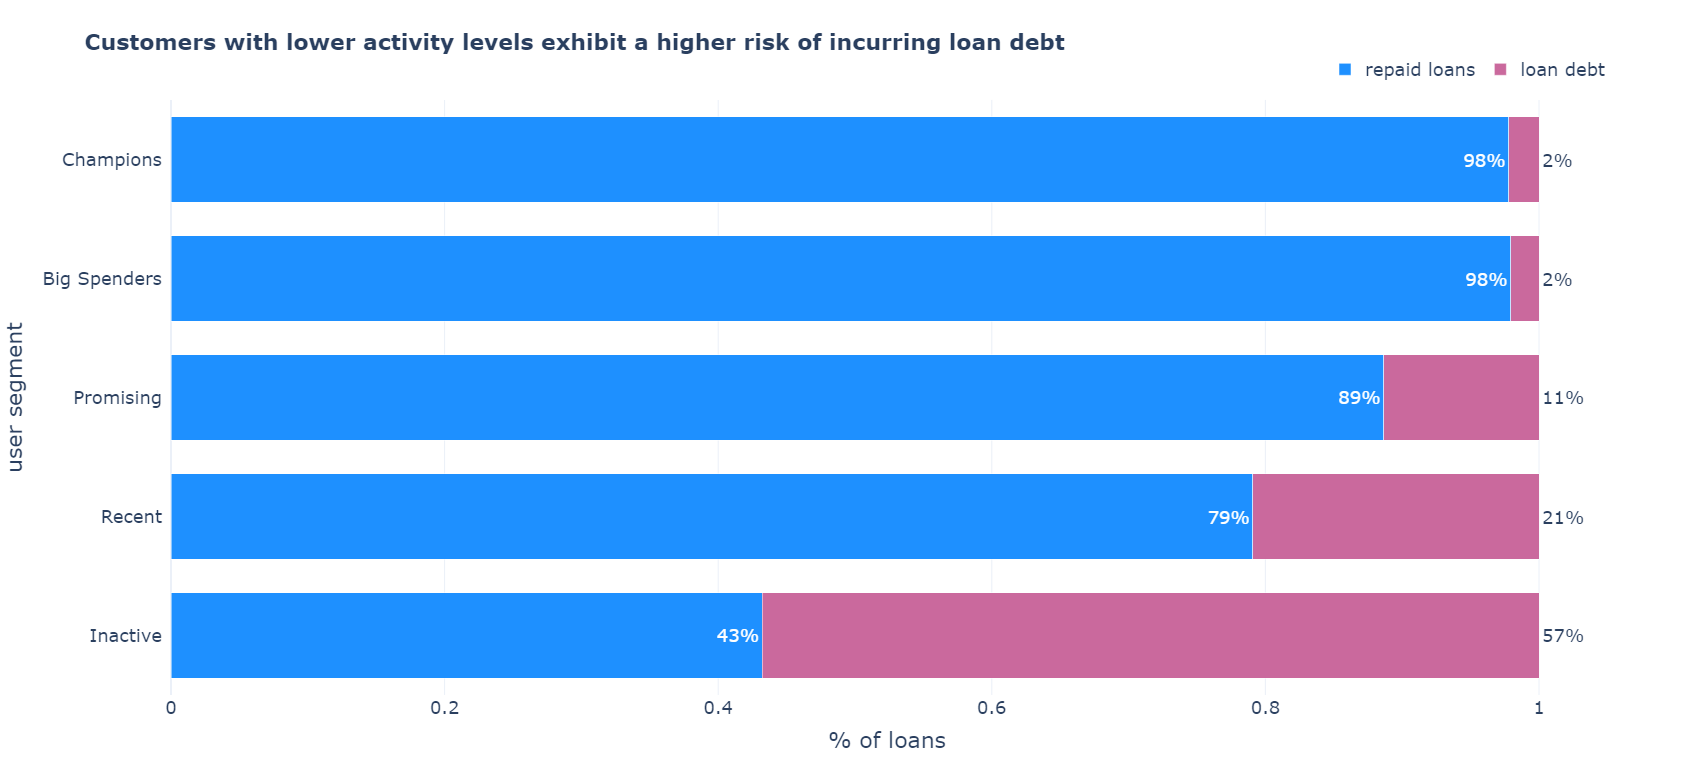 Customers with lower activity levels exhibit a higher risk of incurring loan debt
repaid loans
loan debt
user segment
Champions
98%
2%
Big Spenders
98%
2%
Promising
89%
11%
Recent
79%
21%
Inactive
43%
57%
0
0.2
0.4
0.6
0.8
1
% of loans